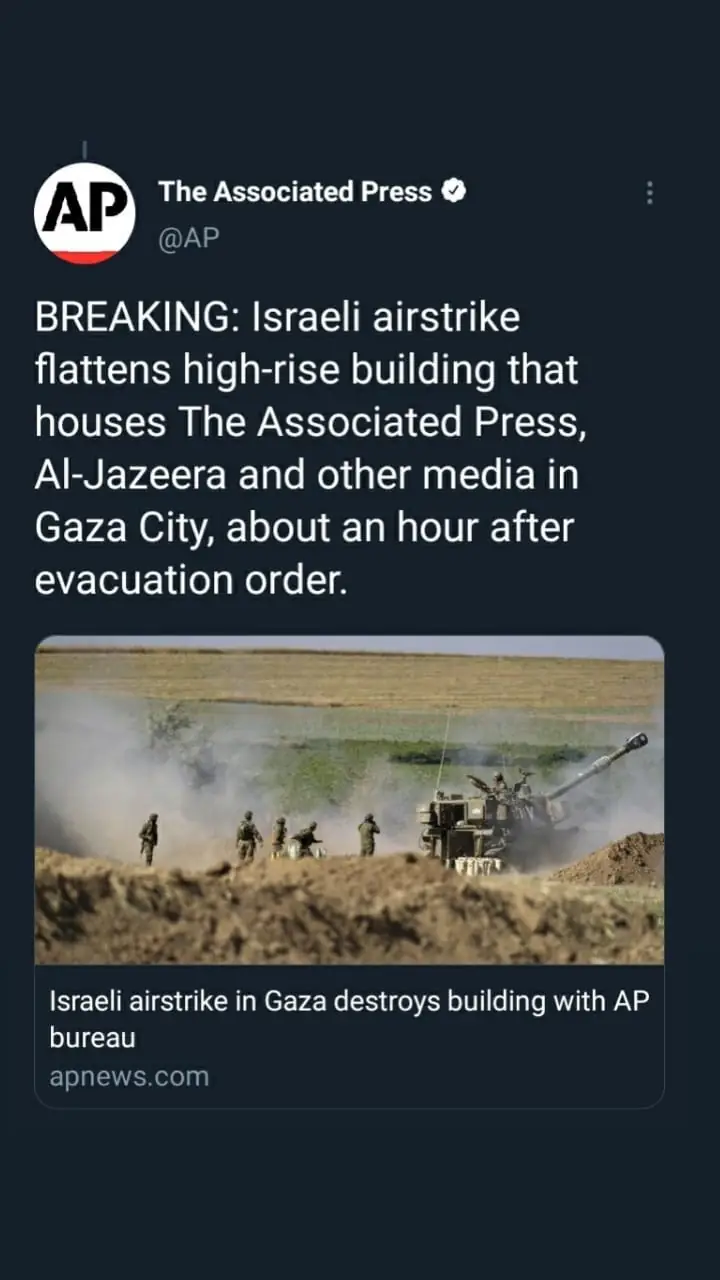 AP
The Associated Press
@AP
BREAKING: Israeli airstrike
flattens high-rise building that
houses The Associated Press,
Al-Jazeera and other media in
Gaza City, about an hour after
evacuation order.
Israeli airstrike in Gaza destroys building with AP
bureau
apnews.com